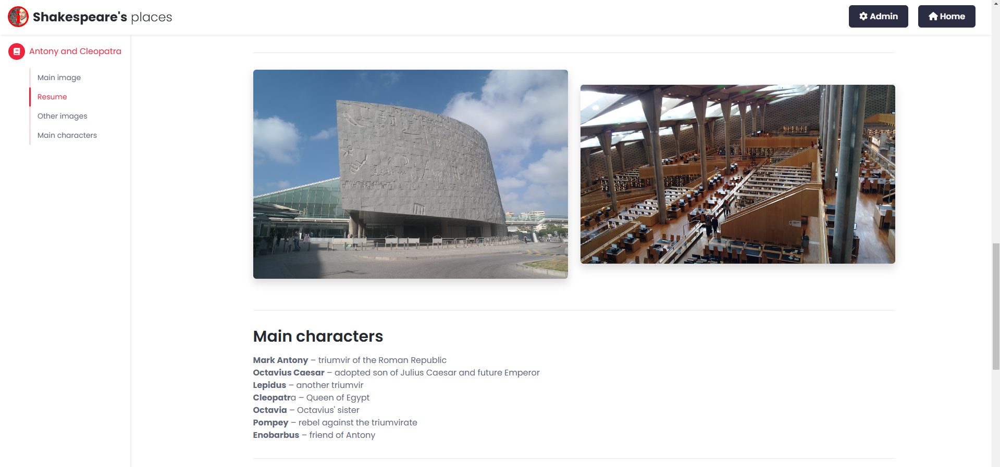 Shakespeare's places
Admin
Home
Antony and Cleopatra
Main image
Resume
Other images
Main characters
Main characters
Mark Antony – triumvir of the Roman Republic
Octavius Caesar – adopted son of Julius Caesar and future Emperor
Lepidus – another triumvir
Cleopatra – Queen of Egypt
Octavia – Octavius' sister
Pompey – rebel against the triumvirate
Enobarbus – friend of Antony